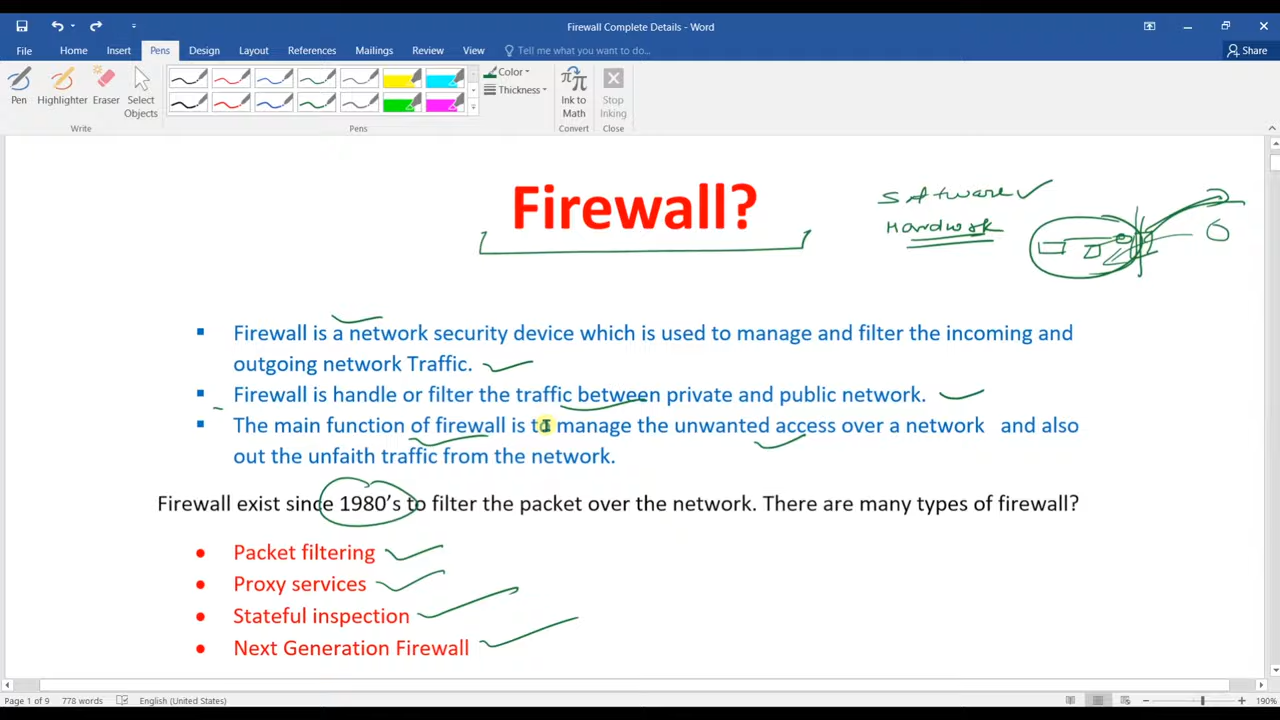 Firewall Complete Details - Word
File Home Insert Pens Design Layout References Mailings Review View Tell me what you want to do... Share
Pen Highlighter Eraser Select Objects
Color
Thickness
Ink to Math
Stop Inking
Write Pens Convert Close
Firewall?
Software
Hardwork
Firewall is a network security device which is used to manage and filter the incoming and
outgoing network Traffic.
Firewall is handle or filter the traffic between private and public network.
The main function of firewall is to manage the unwanted access over a network and also
out the unfaith traffic from the network.
Firewall exist since 1980's to filter the packet over the network. There are many types of firewall?
Packet filtering
Proxy services
Stateful inspection
Next Generation Firewall
Page 1 of 9 778 words English (United States) 190%